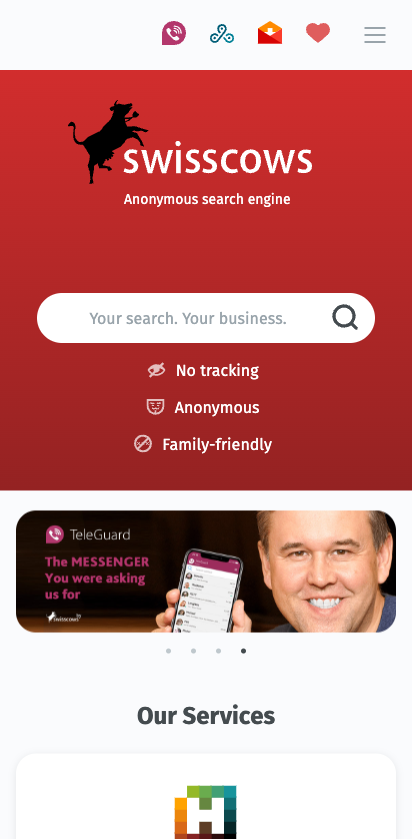 swisscows
Anonymous search engine
Your search. Your business.
No tracking
Anonymous
Family-friendly
TeleGuard
The MESSENGER
You were asking
us for
swisscows
Our Services
H